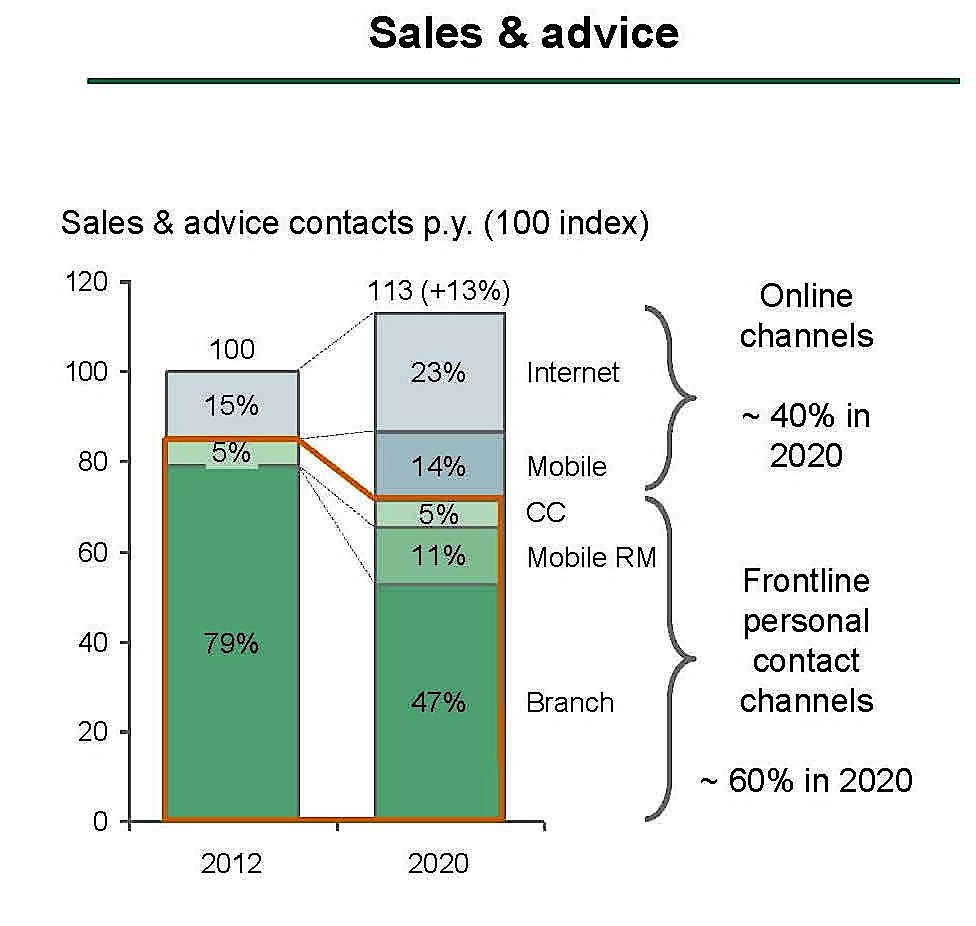 Sales & advice
Sales & advice contacts p.y. (100 index)
120
100
80
60
40
20
0
100
15%
5%
79%
113 (+13%)
23%
14%
5%
11%
47%
Internet
Mobile
CC
Mobile RM
Branch
2012
2020
Online
channels
~ 40% in
2020
Frontline
personal
contact
channels
~ 60% in 2020